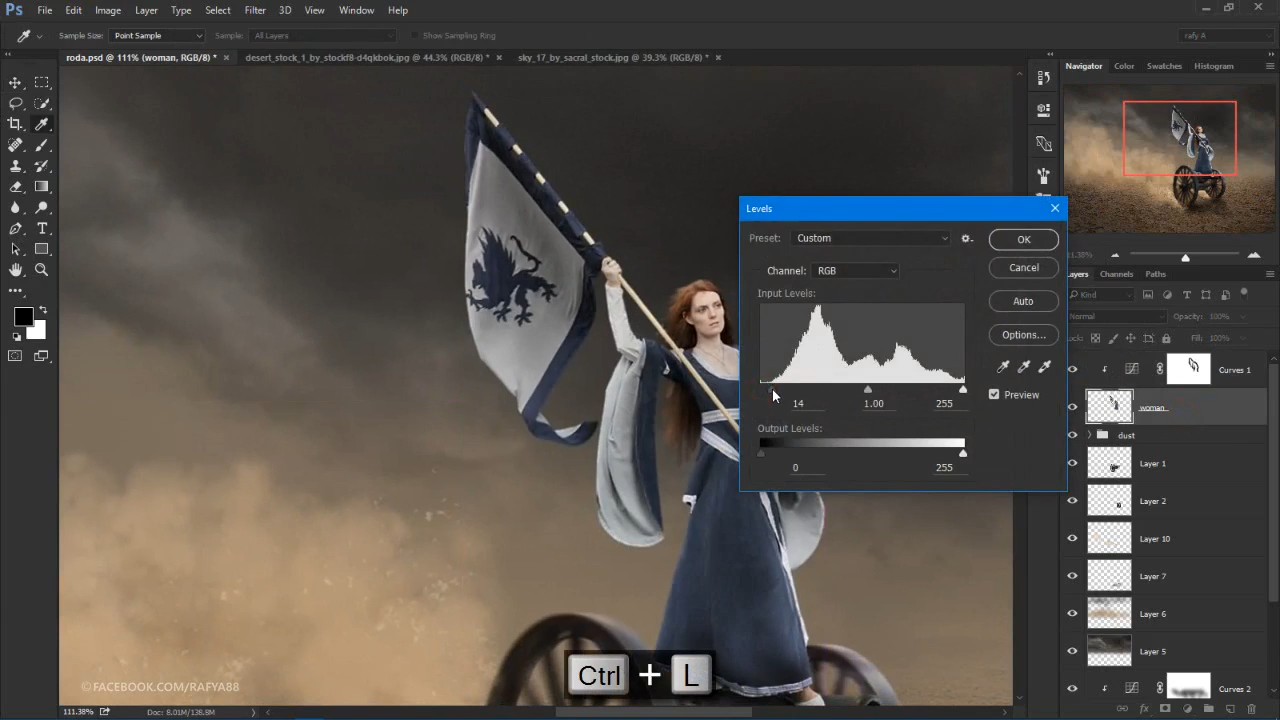 Ps File Edit Image Layer Type Select Filter 3D View Window Help
Sample Size: Point Sample Sample: All Layers Show Sampling Ring rafy A
roda.psd @ 111% (woman, RGB/8) * × desert_stock_1_by_stockf8-d4qkbok.jpg @ 44.3% (RGB/8) * × sky_17_by_sacral_stock.jpg @ 39.3% (RGB/8) * ×
Navigator Color Swatches Histogram
Levels
Preset: Custom
OK
Channel: RGB
Cancel
Input Levels:
Auto
Options...
Preview
14 1.00 255
Output Levels:
0 255
Layers Channels Paths
Kind
Normal Opacity: 100%
Fill: 100%
Curves 1
woman
dust
Layer 1
Layer 2
Layer 10
Layer 7
Layer 6
Layer 5
Curves 2
Ctrl + L
©FACEBOOK.COM/RAFYA88
111.38% Doc: 8.01M/138.8M